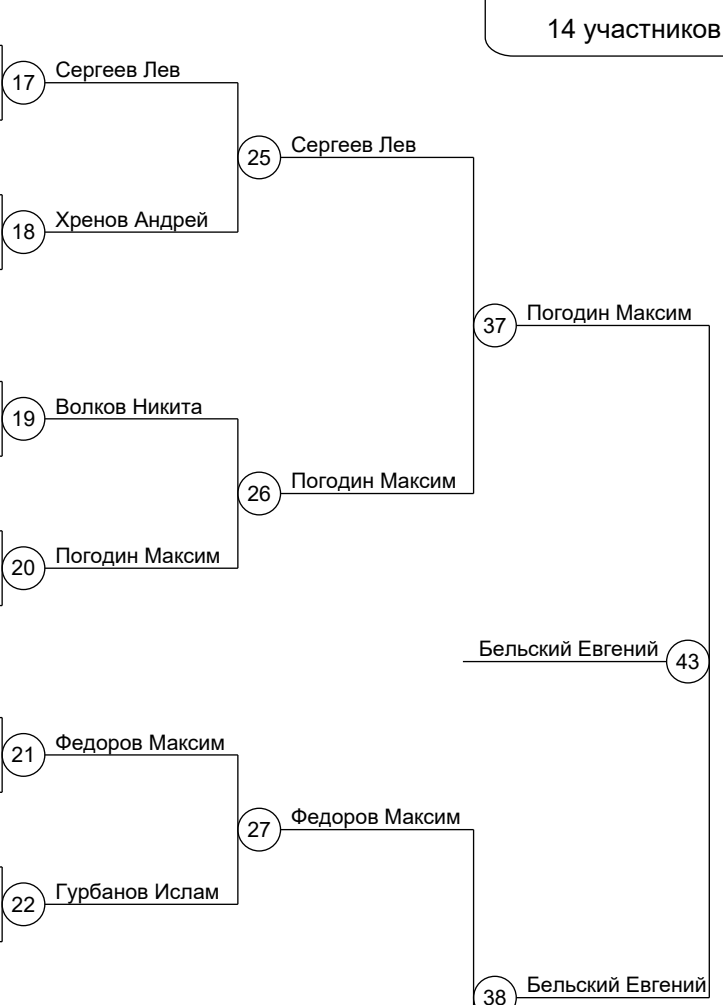 14 участников
17 Сергеев Лев
25 Сергеев Лев
18 Хренов Андрей
37 Погодин Максим
19 Волков Никита
26 Погодин Максим
20 Погодин Максим
Бельский Евгений 43
21 Федоров Максим
27 Федоров Максим
22 Гурбанов Ислам
38 Бельский Евгений